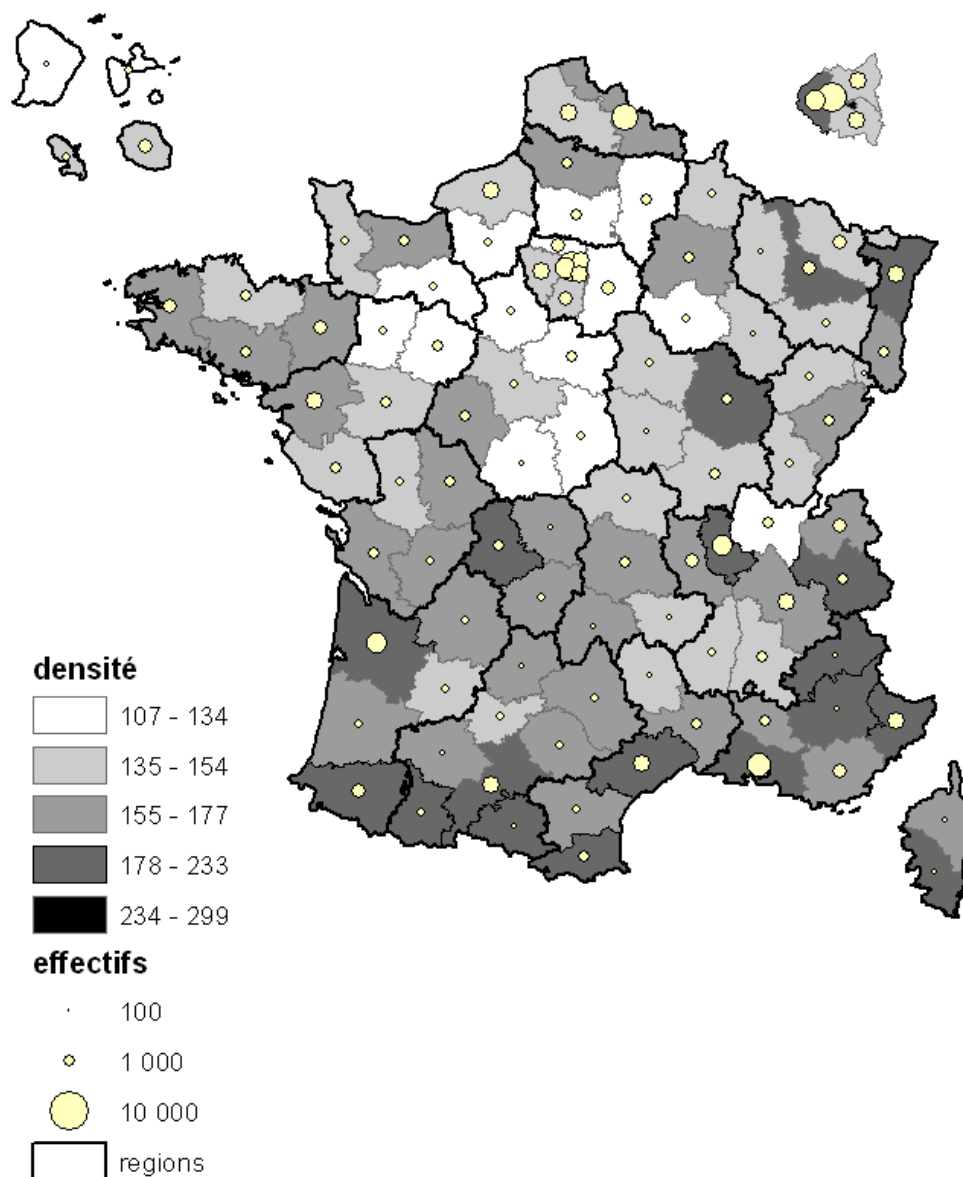 densité
107 - 134
135 - 154
155 - 177
178 - 233
234 - 299
effectifs
100
1 000
10 000
regions